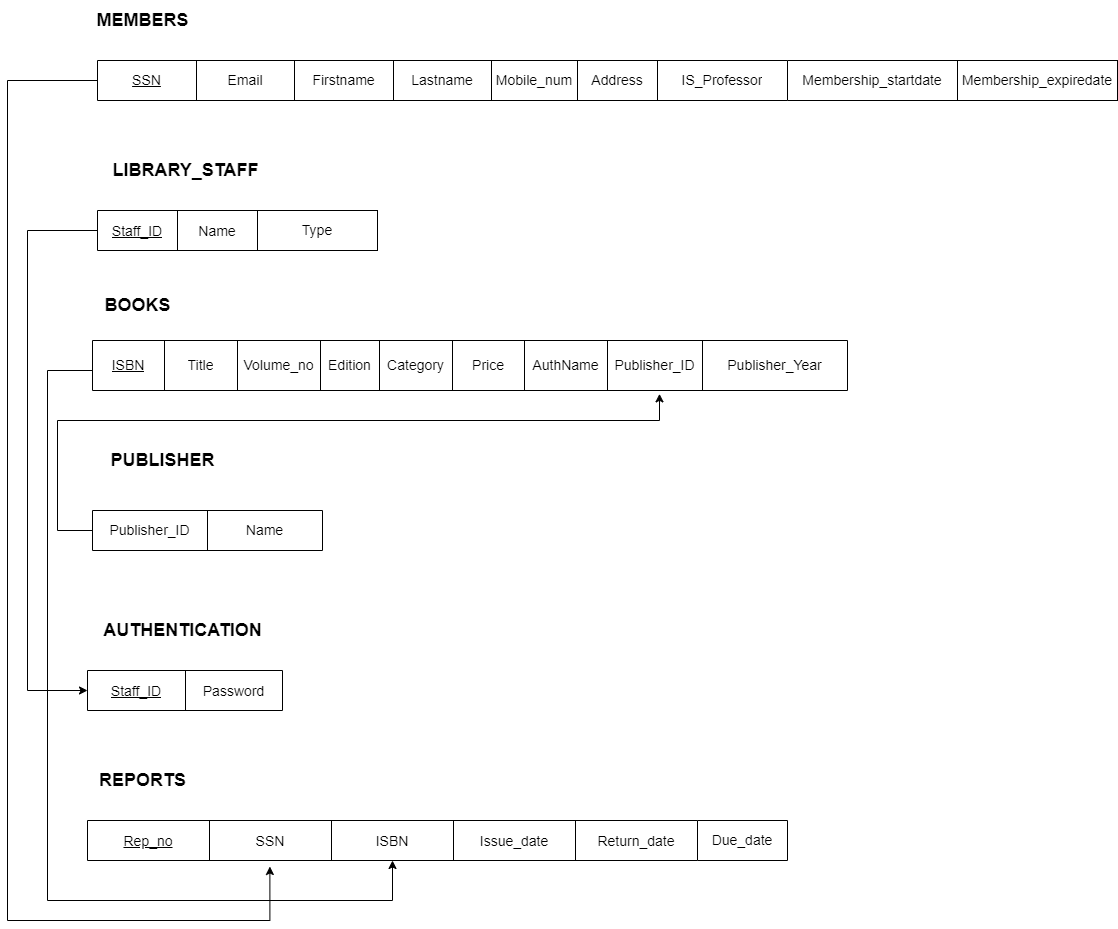 MEMBERS
SSN Email Firstname Lastname Mobile_num Address IS_Professor Membership_startdate Membership_expiredate
LIBRARY_STAFF
Staff_ID Name Type
BOOKS
ISBN Title Volume_no Edition Category Price AuthName Publisher_ID Publisher_Year
PUBLISHER
Publisher_ID Name
AUTHENTICATION
Staff_ID Password
REPORTS
Rep_no SSN ISBN Issue_date Return_date Due_date